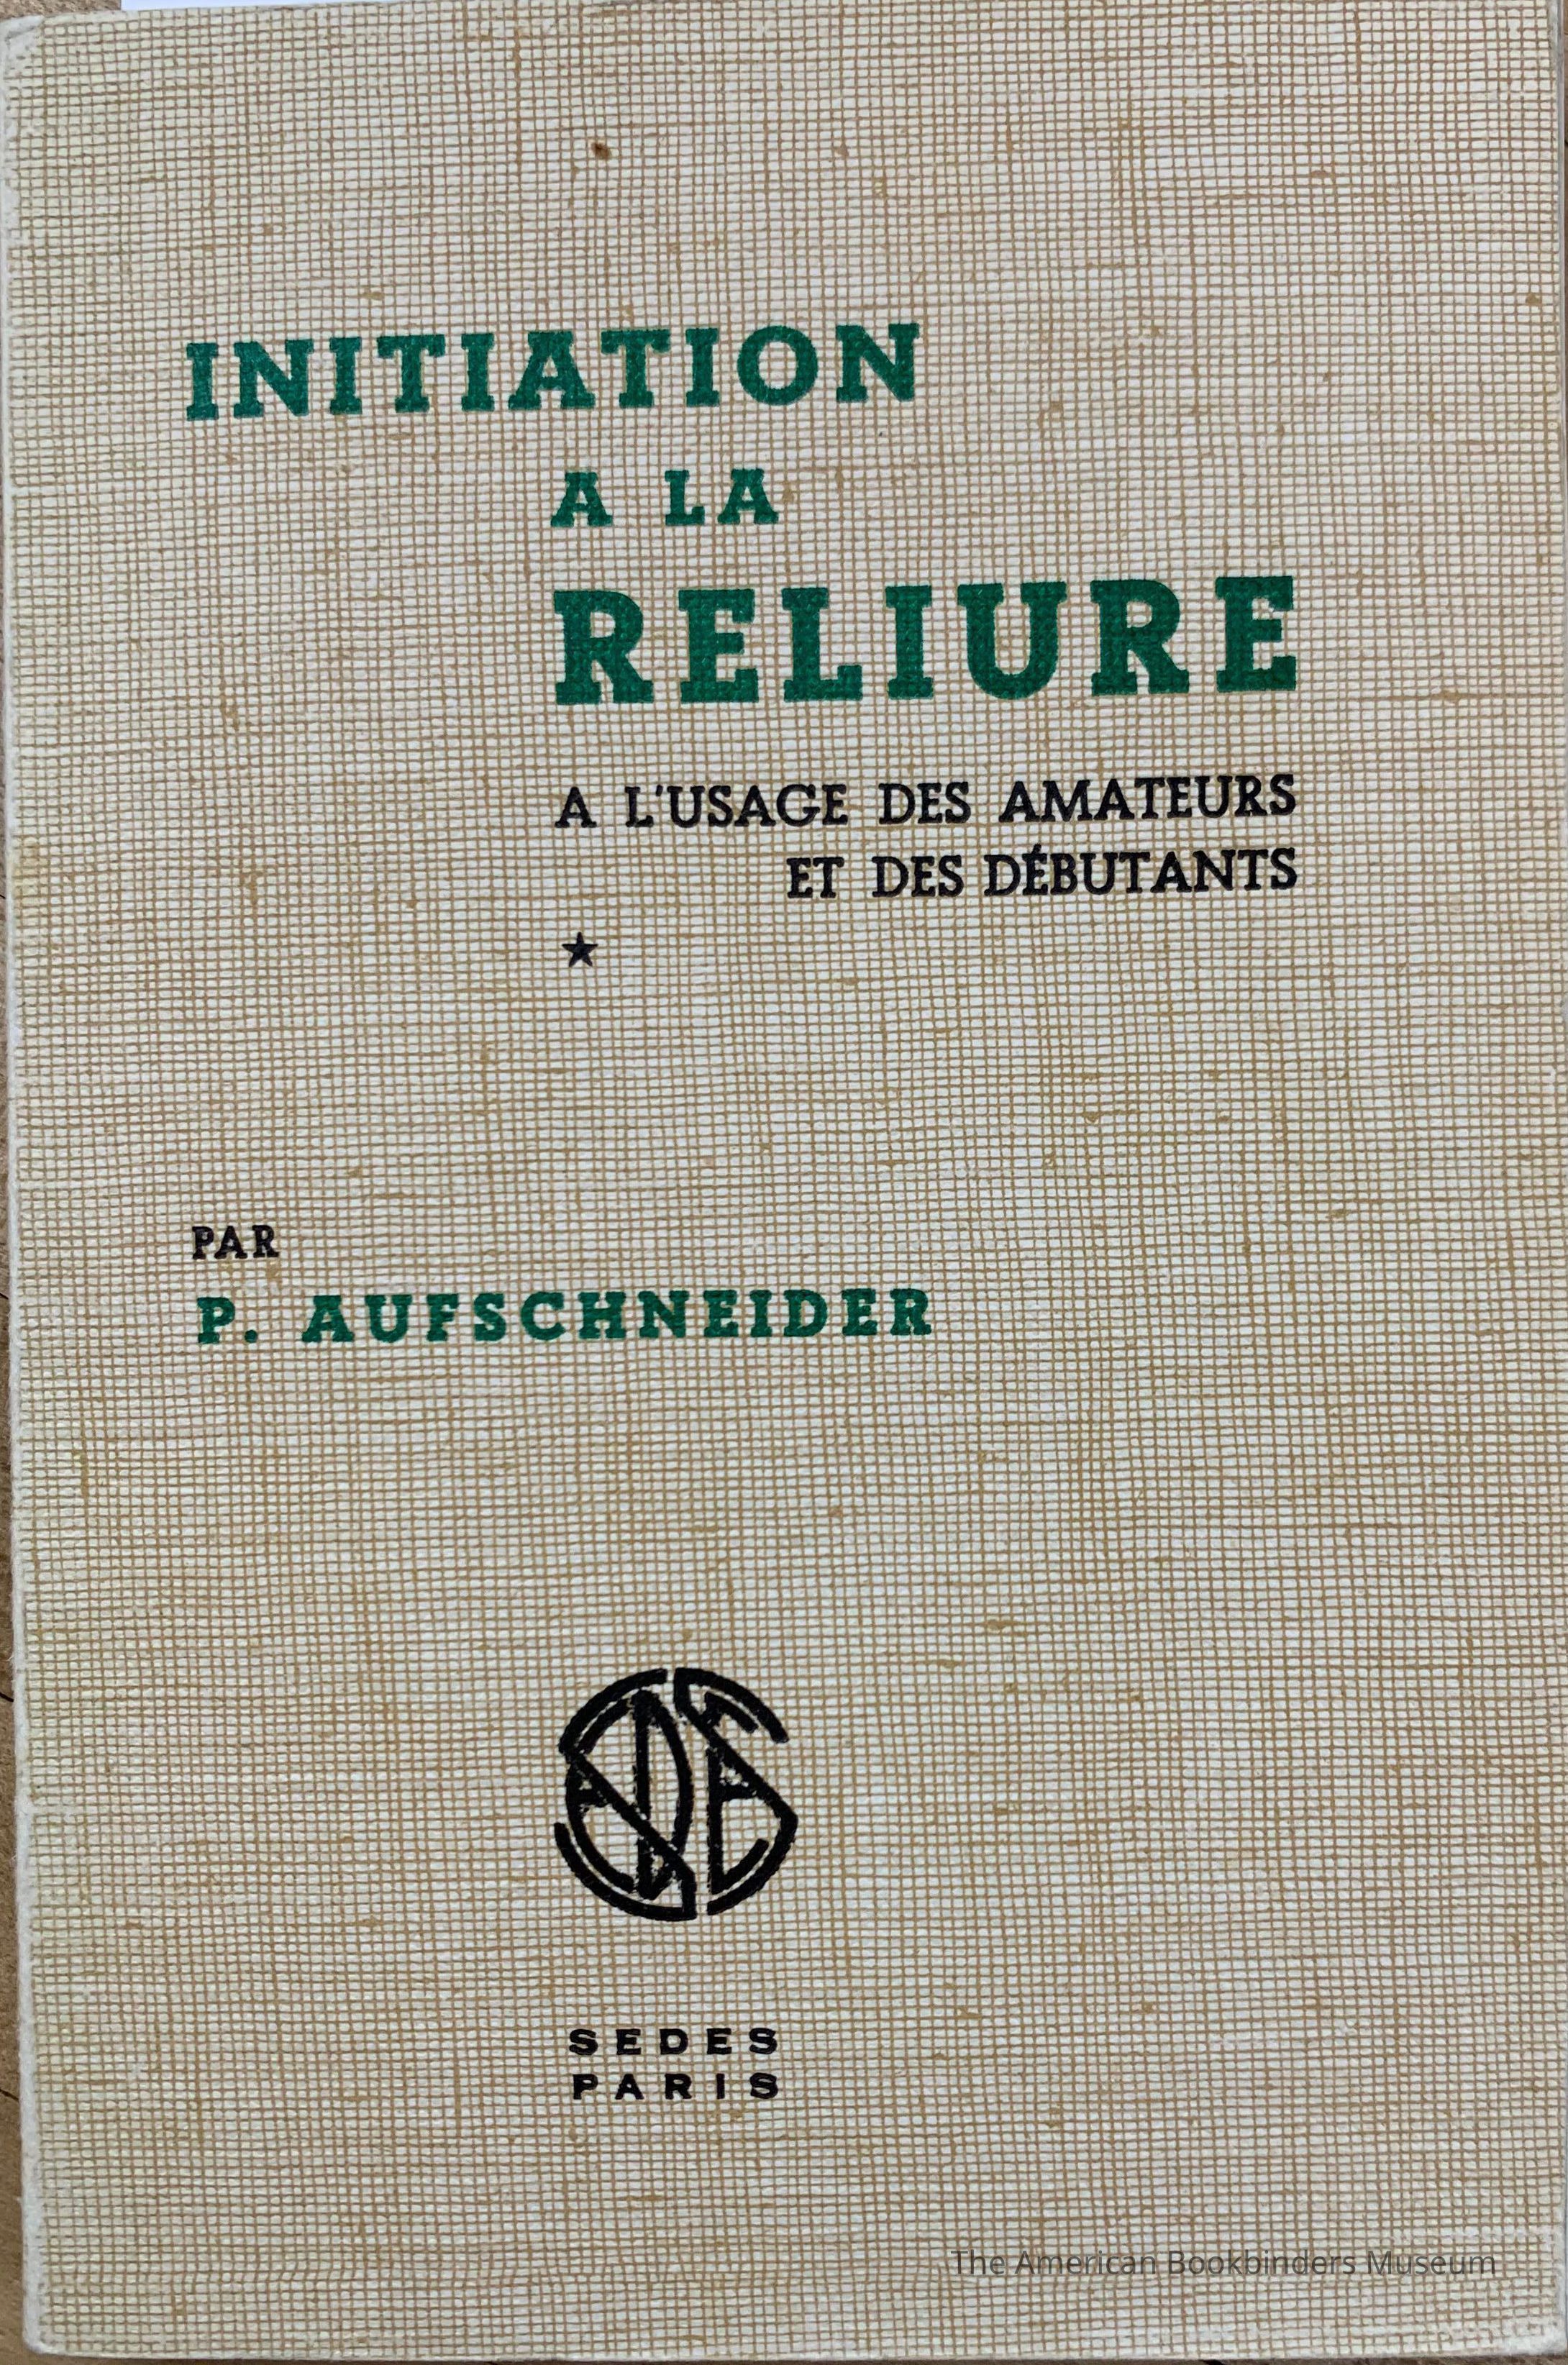 INITIATION
A LA
RELIURE
A L'USAGE DES AMATEURS
ET DES DÉBUTANTS
★
PAR
P. AUFSCHNEIDER
SEDES
PARIS
The American Bookbinders Museum